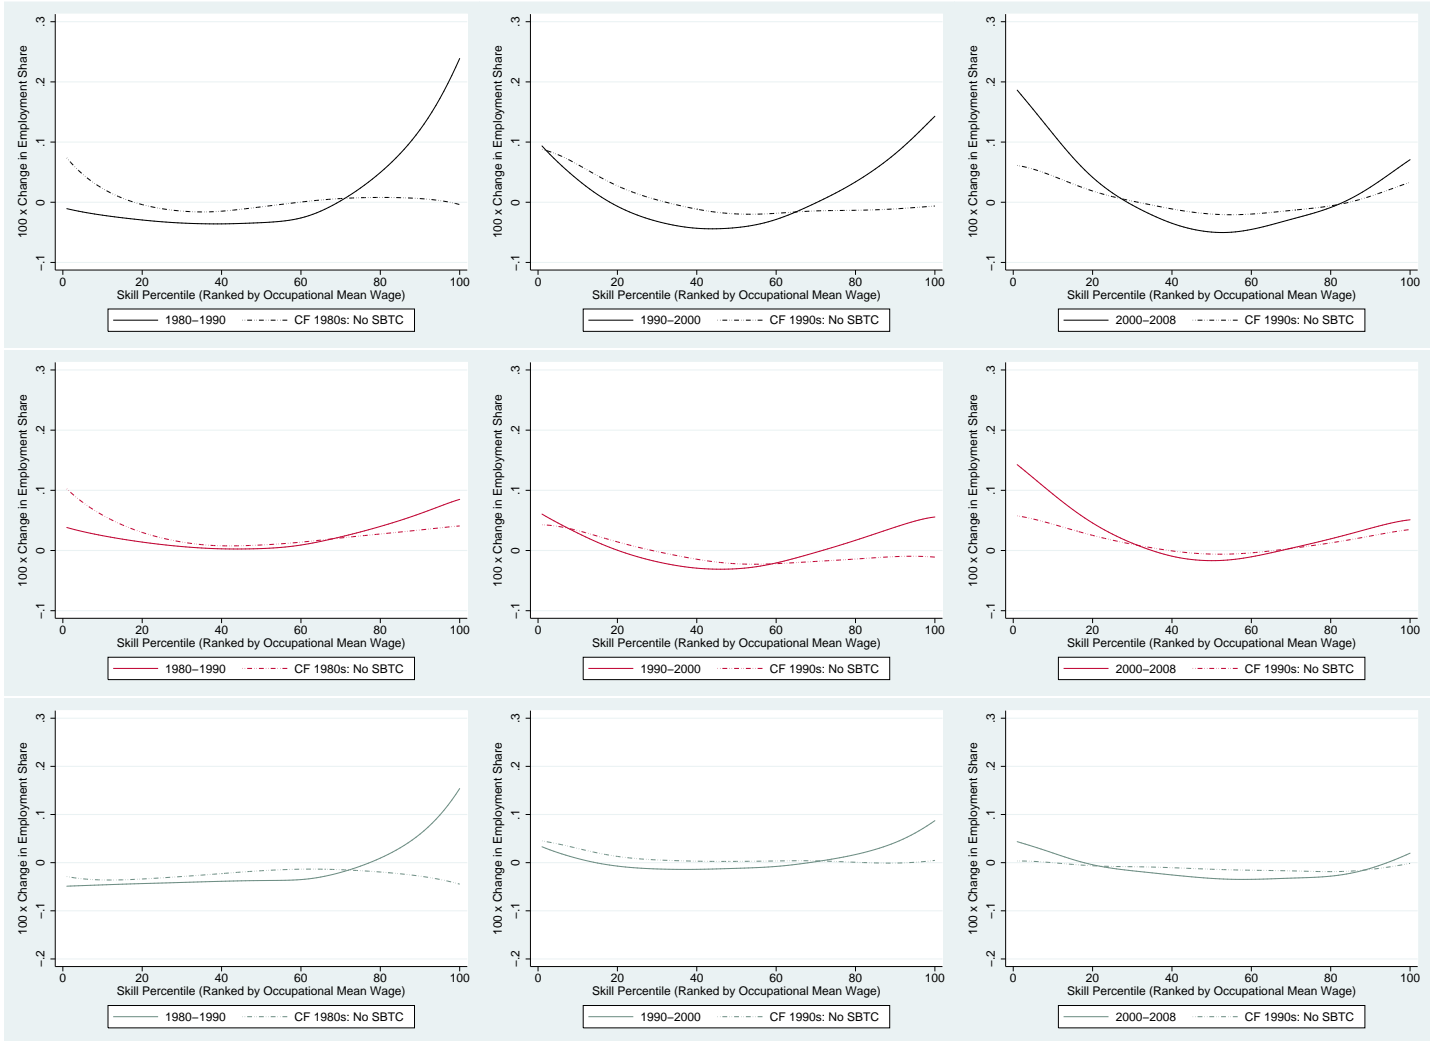 100 x Change in Employment Share
.3
.2
.1
0
−.1
0 20 40 60 80 100
Skill Percentile (Ranked by Occupational Mean Wage)
1980−1990 CF 1980s: No SBTC
100 x Change in Employment Share
.3
.2
.1
0
−.1
0 20 40 60 80 100
Skill Percentile (Ranked by Occupational Mean Wage)
1990−2000 CF 1990s: No SBTC
100 x Change in Employment Share
.3
.2
.1
0
−.1
0 20 40 60 80 100
Skill Percentile (Ranked by Occupational Mean Wage)
2000−2008 CF 1990s: No SBTC
100 x Change in Employment Share
.3
.2
.1
0
−.1
0 20 40 60 80 100
Skill Percentile (Ranked by Occupational Mean Wage)
1980−1990 CF 1980s: No SBTC
100 x Change in Employment Share
.3
.2
.1
0
−.1
0 20 40 60 80 100
Skill Percentile (Ranked by Occupational Mean Wage)
1990−2000 CF 1990s: No SBTC
100 x Change in Employment Share
.3
.2
.1
0
−.1
0 20 40 60 80 100
Skill Percentile (Ranked by Occupational Mean Wage)
2000−2008 CF 1990s: No SBTC
100 x Change in Employment Share
.3
.2
.1
0
−.1
−.2
0 20 40 60 80 100
Skill Percentile (Ranked by Occupational Mean Wage)
1980−1990 CF 1980s: No SBTC
100 x Change in Employment Share
.3
.2
.1
0
−.1
−.2
0 20 40 60 80 100
Skill Percentile (Ranked by Occupational Mean Wage)
1990−2000 CF 1990s: No SBTC
100 x Change in Employment Share
.3
.2
.1
0
−.1
−.2
0 20 40 60 80 100
Skill Percentile (Ranked by Occupational Mean Wage)
2000−2008 CF 1990s: No SBTC